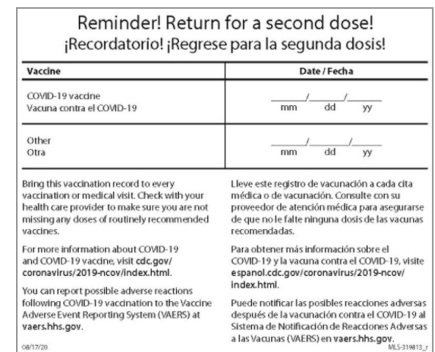 Reminder! Return for a second dose!
¡Recordatorio! ¡Regrese para la segunda dosis!
Vaccine Date / Fecha
COVID-19 vaccine
Vacuna contra el COVID-19
____/____/____
mm dd yy
Other
Otra
____/____/____
mm dd yy
Bring this vaccination record to every
vaccination or medical visit. Check with your
health care provider to make sure you are not
missing any doses of routinely recommended
vaccines.
For more information about COVID-19
and COVID-19 vaccine, visit cdc.gov/
coronavirus/2019-ncov/index.html.
You can report possible adverse reactions
following COVID-19 vaccination to the Vaccine
Adverse Event Reporting System (VAERS) at
vaers.hhs.gov.
08/17/20
Lleve este registro de vacunación a cada cita
médica o de vacunación. Consulte con su
proveedor de atención médica para asegurarse
de que no le falte ninguna dosis de las vacunas
recomendadas.
Para obtener más información sobre el
COVID-19 y la vacuna contra el COVID-19, visite
espanol.cdc.gov/coronavirus/2019-ncov/
index.html.
Puede notificar las posibles reacciones adversas
después de la vacunación contra el COVID-19 al
Sistema de Notificación de Reacciones Adversas
a las Vacunas (VAERS) en vaers.hhs.gov.
MLS-319813_r